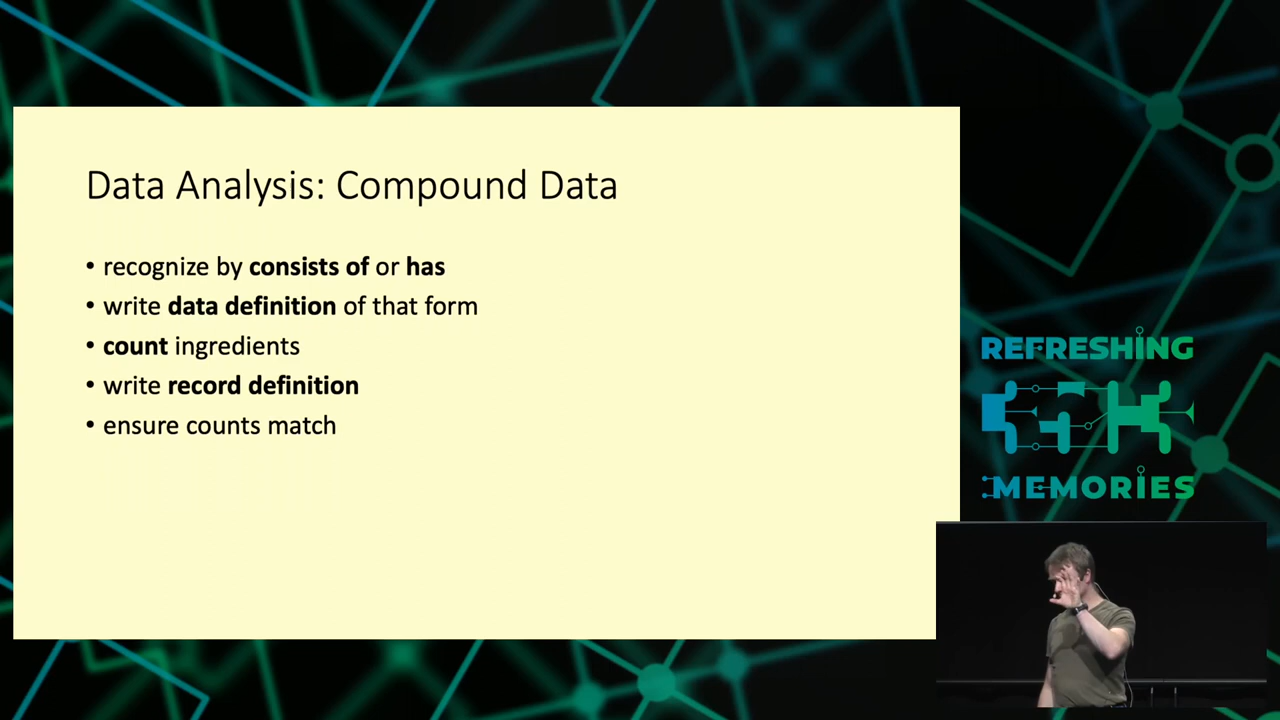 Data Analysis: Compound Data
• recognize by consists of or has
• write data definition of that form
• count ingredients
• write record definition
• ensure counts match
REFRESHING
MEMORIES